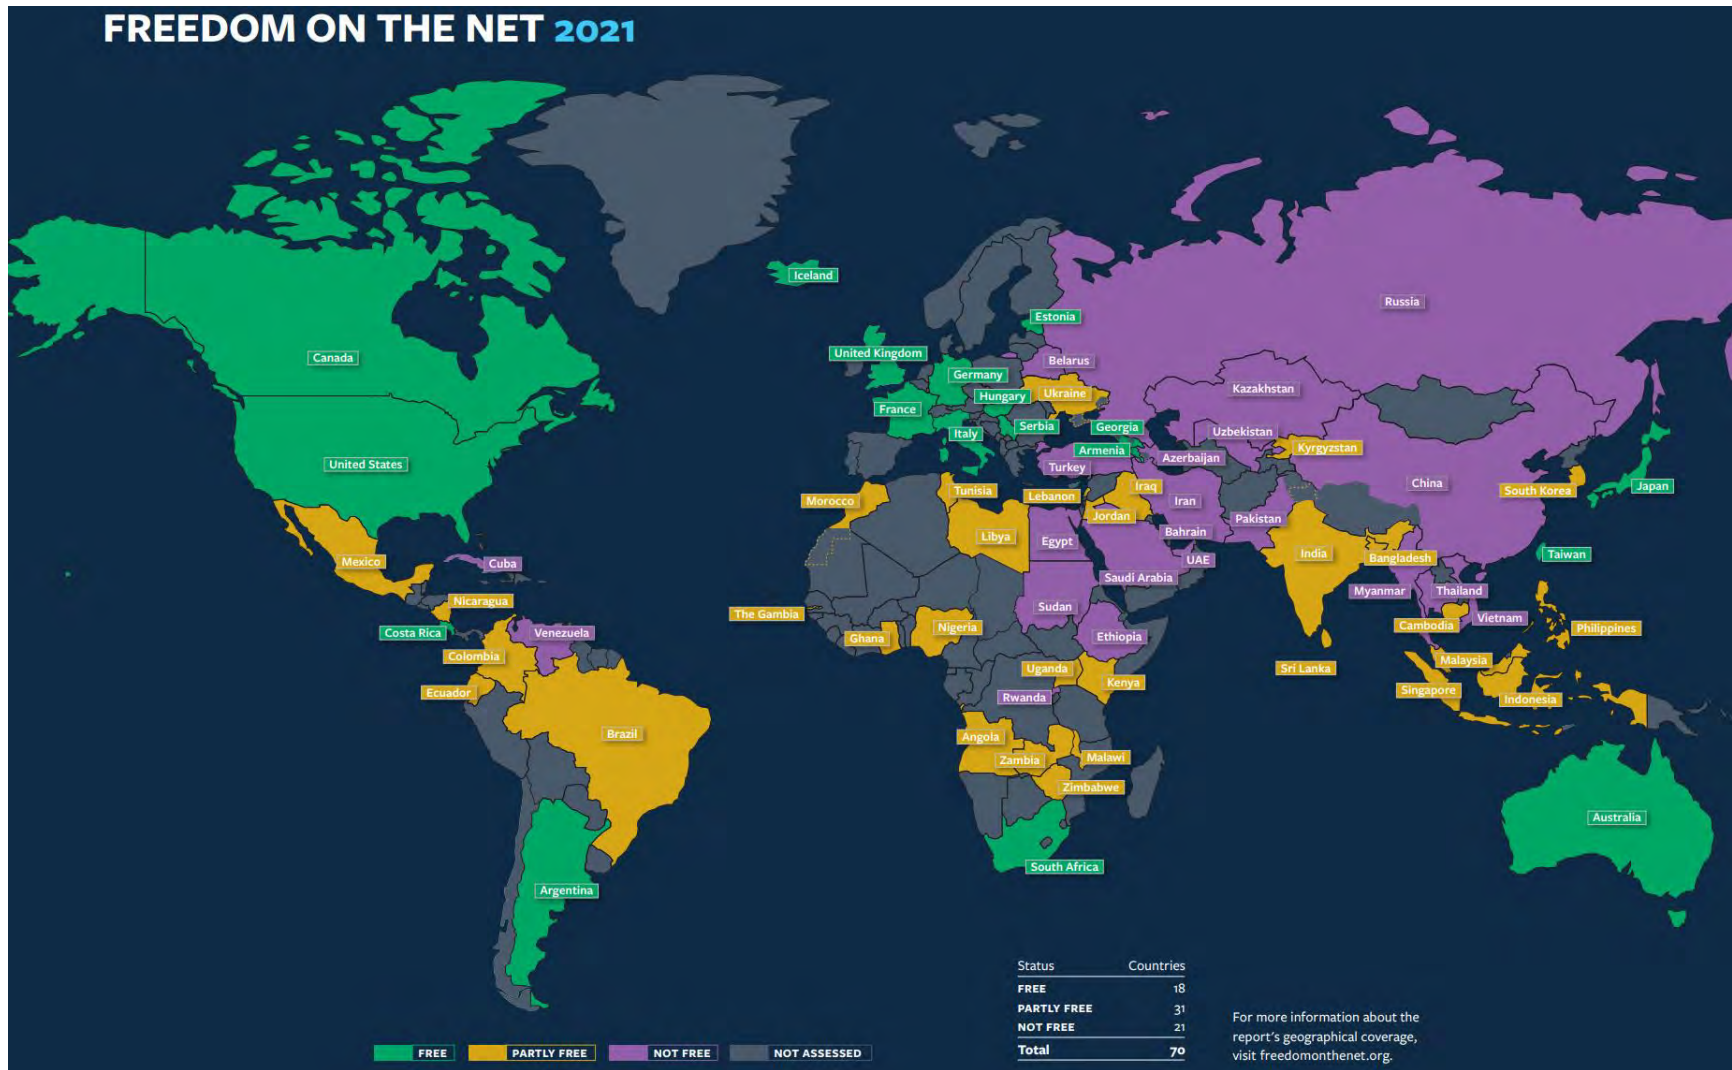 FREEDOM ON THE NET 2021
Iceland
Russia
Estonia
United Kingdom
Canada
Belarus
Germany
Kazakhstan
Hungary
Ukraine
France
Serbia
Georgia
Uzbekistan
Italy
Kyrgyzstan
Armenia
Azerbaijan
United States
Turkey
China
Japan
Iraq
South Korea
Tunisia
Lebanon
Morocco
Iran
Jordan
Pakistan
Bahrain
Libya
Egypt
India
Taiwan
Bangladesh
UAE
Mexico
Cuba
Saudi Arabia
Myanmar
Thailand
Nicaragua
Sudan
The Gambia
Vietnam
Cambodia
Philippines
Nigeria
Costa Rica
Venezuela
Ethiopia
Ghana
Colombia
Malaysia
Sri Lanka
Uganda
Kenya
Singapore
Ecuador
Rwanda
Indonesia
Brazil
Angola
Malawi
Zambia
Zimbabwe
Australia
South Africa
Argentina
Status Countries
FREE 18
PARTLY FREE 31
NOT FREE 21
Total 70
For more information about the
report's geographical coverage,
visit freedomonthenet.org.
FREE
PARTLY FREE
NOT FREE
NOT ASSESSED